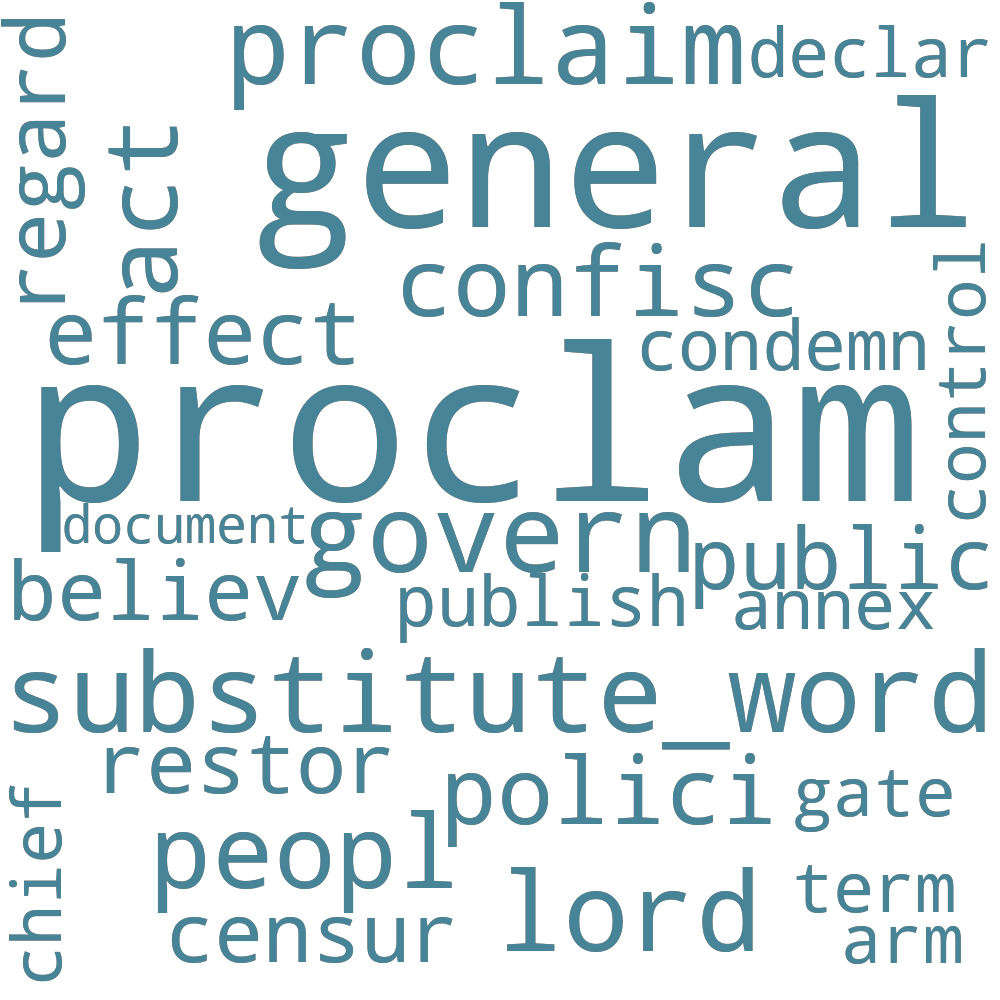 regard
proclaim
declar
act
general
confisc
effect
condemn
control
proclam
document
govern
public
believ
publish
annex
substitute_word
restor
polici
gate
chief
peopl
term
censur
lord
arm